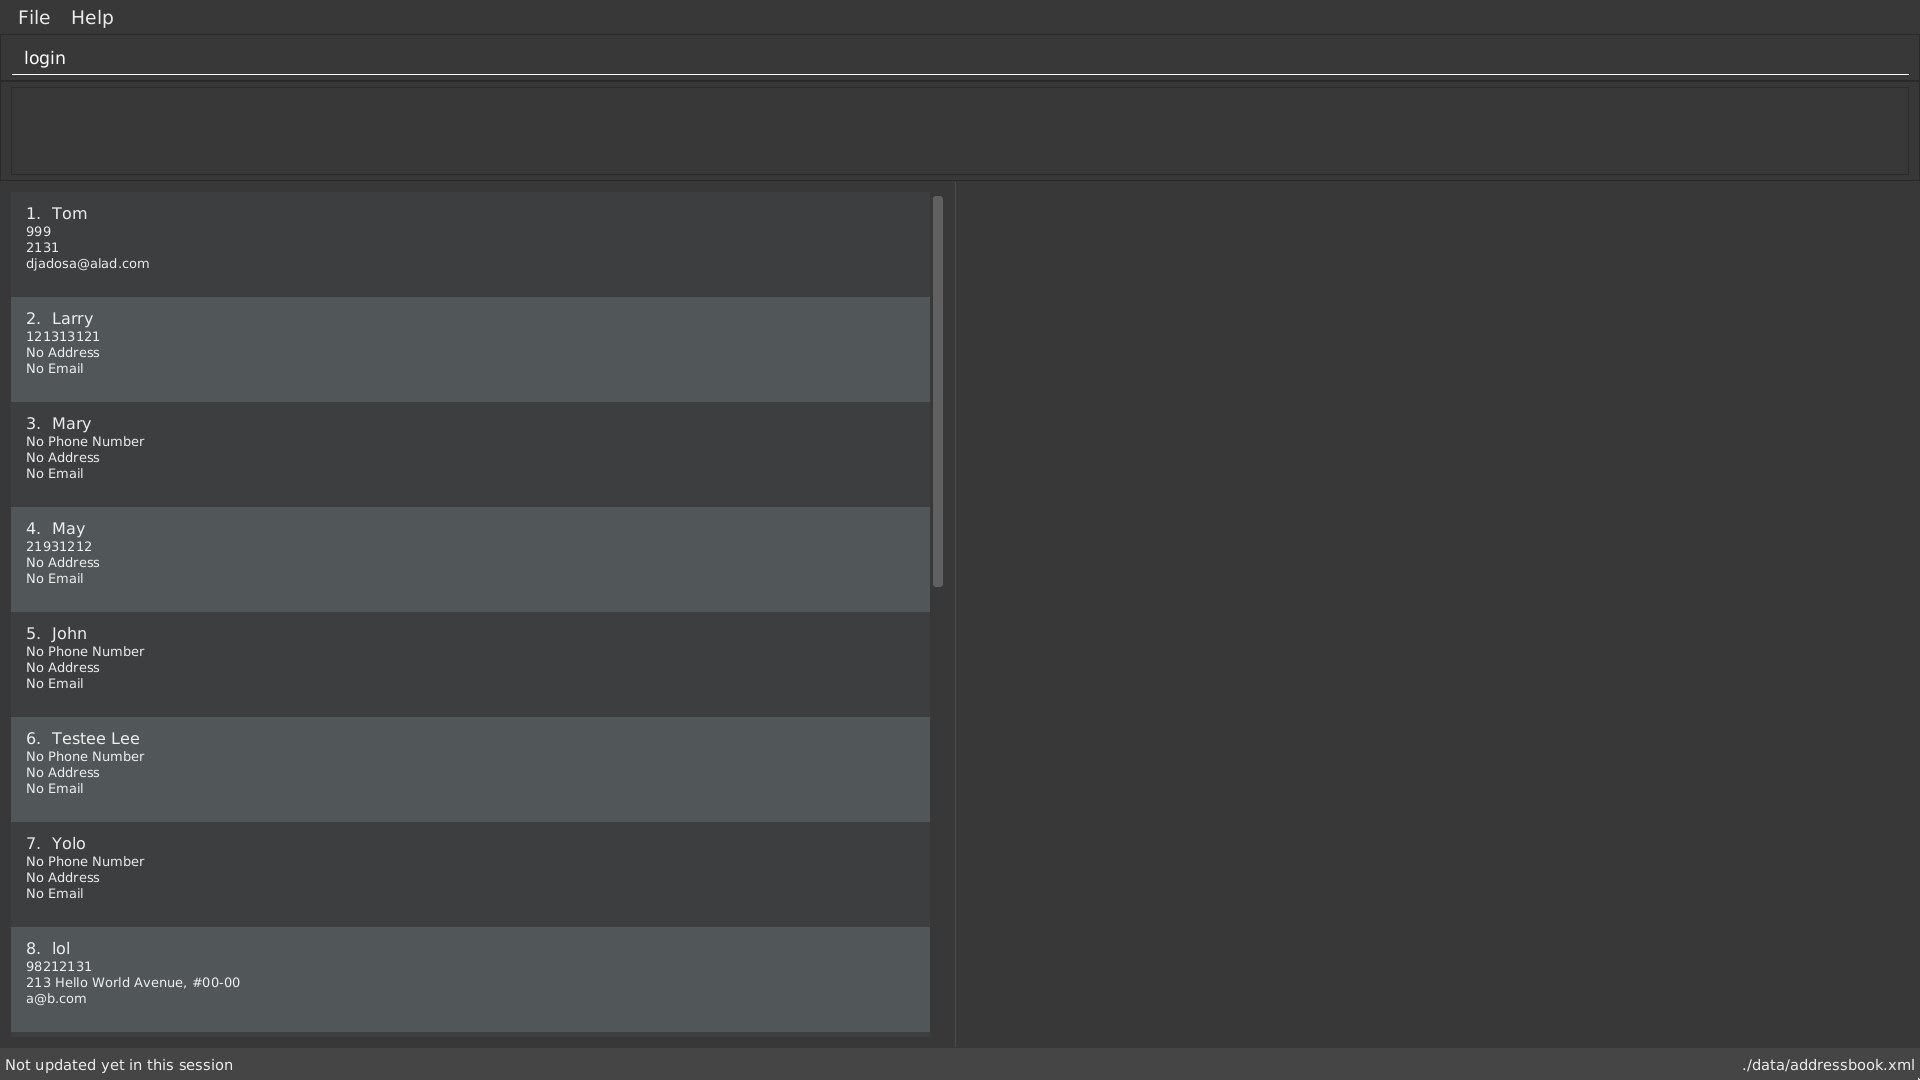 File Help
login
1. Tom
999
2131
djadosa@alad.com
2. Larry
121313121
No Address
No Email
3. Mary
No Phone Number
No Address
No Email
4. May
21931212
No Address
No Email
5. John
No Phone Number
No Address
No Email
6. Testee Lee
No Phone Number
No Address
No Email
7. Yolo
No Phone Number
No Address
No Email
8. lol
98212131
213 Hello World Avenue, #00-00
a@b.com
Not updated yet in this session
./data/addressbook.xml